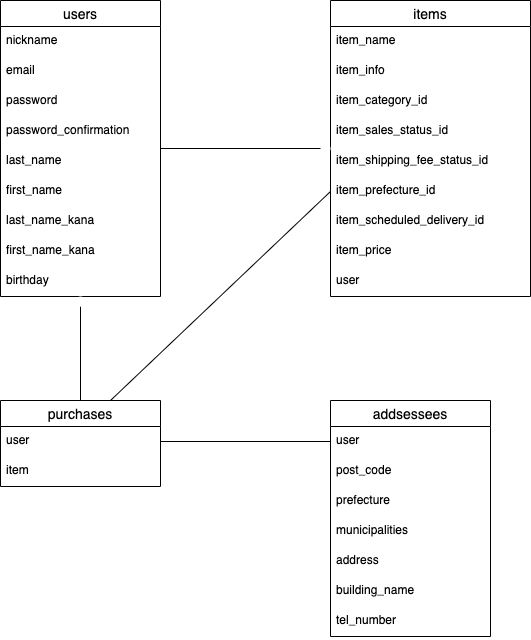 users
nickname
email
password
password_confirmation
last_name
first_name
last_name_kana
first_name_kana
birthday
items
item_name
item_info
item_category_id
item_sales_status_id
item_shipping_fee_status_id
item_prefecture_id
item_scheduled_delivery_id
item_price
user
purchases
user
item
addsessees
user
post_code
prefecture
municipalities
address
building_name
tel_number